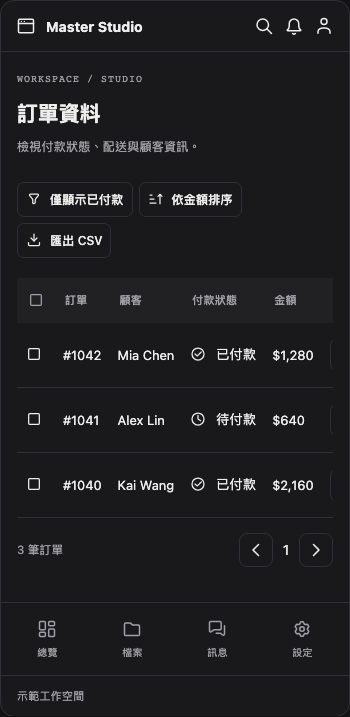 Master Studio
WORKSPACE / STUDIO
訂單資料
檢視付款狀態、配送與顧客資訊。
僅顯示已付款
依金額排序
匯出 CSV
訂單 顧客 付款狀態 金額
#1042 Mia Chen 已付款 $1,280
#1041 Alex Lin 待付款 $640
#1040 Kai Wang 已付款 $2,160
3 筆訂單
1
總覽 檔案 訊息 設定
示範工作空間